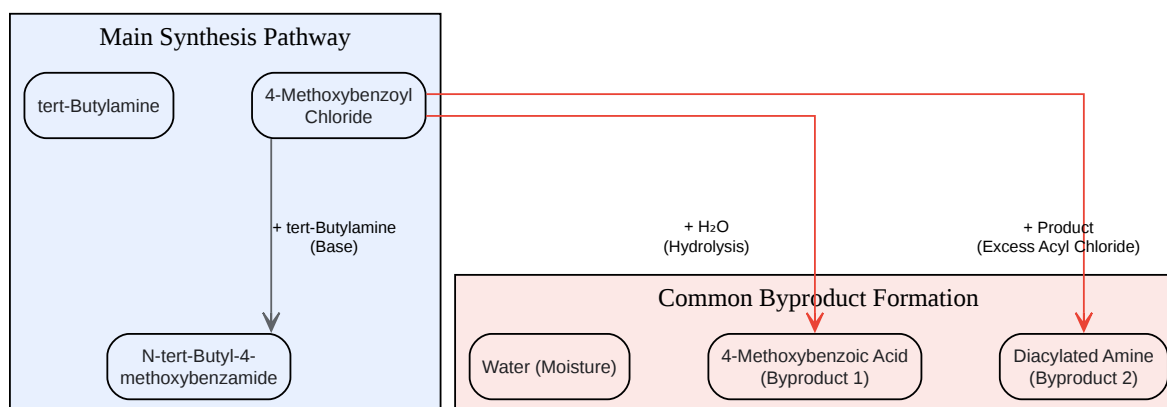 Main Synthesis Pathway
tert-Butylamine
4-Methoxybenzoyl
Chloride
+ tert-Butylamine
(Base)
+ H₂O
(Hydrolysis)
+ Product
(Excess Acyl Chloride)
N-tert-Butyl-4-
methoxybenzamide
Common Byproduct Formation
Water (Moisture)
4-Methoxybenzoic Acid
(Byproduct 1)
Diacylated Amine
(Byproduct 2)